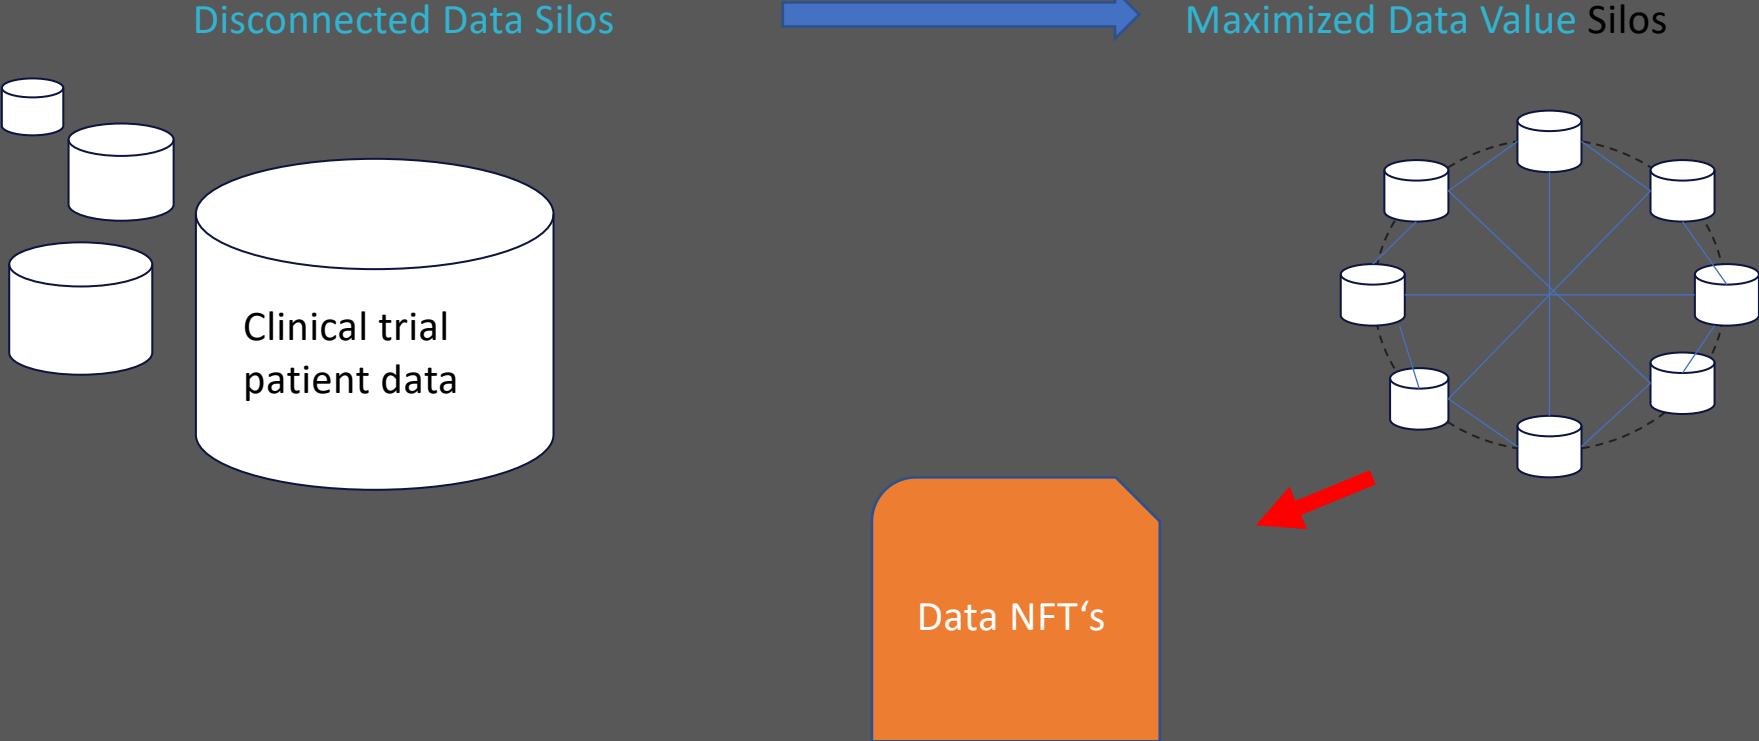 Disconnected Data Silos
Maximized Data Value Silos
Clinical trial
patient data
Data NFT‘s